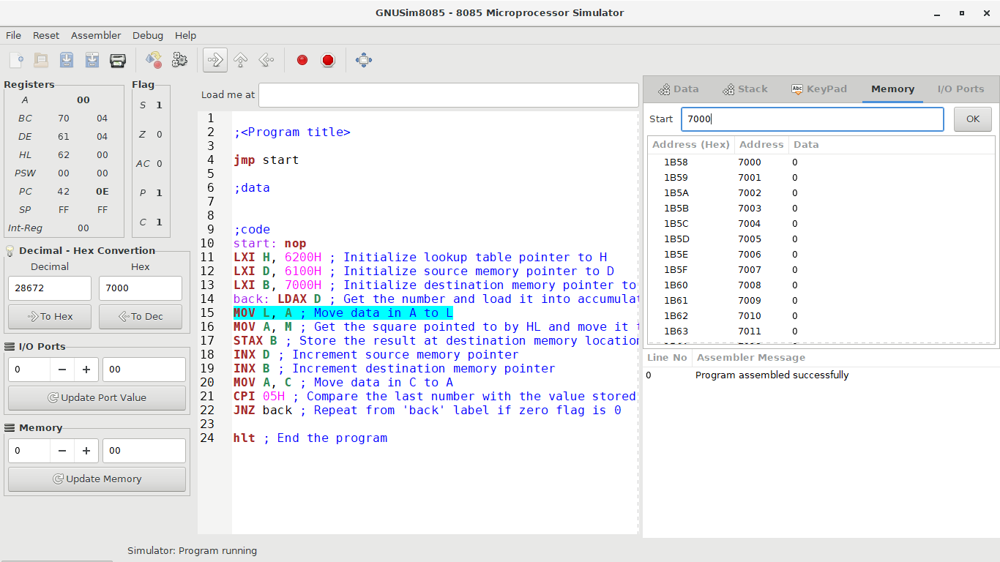 GNUSim8085 - 8085 Microprocessor Simulator
File Reset Assembler Debug Help
Registers
A 00
BC 70 04
DE 61 04
HL 62 00
PSW 00 00
PC 42 0E
SP FF FF
Int-Reg 00
Flag
S 1
Z 0
AC 0
P 1
C 1
Decimal - Hex Convertion
Decimal Hex
28672 7000
To Hex To Dec
I/O Ports
0 − + 00
Update Port Value
Memory
0 − + 00
Update Memory
Load me at
1
2 ;<Program title>
3
4 jmp start
5
6 ;data
7
8
9 ;code
10 start: nop
11 LXI H, 6200H ; Initialize lookup table pointer to H
12 LXI D, 6100H ; Initialize source memory pointer to D
13 LXI B, 7000H ; Initialize destination memory pointer to
14 back: LDAX D ; Get the number and load it into accumulat
15 MOV L, A ; Move data in A to L
16 MOV A, M ; Get the square pointed to by HL and move it t
17 STAX B ; Store the result at destination memory location
18 INX D ; Increment source memory pointer
19 INX B ; Increment destination memory pointer
20 MOV A, C ; Move data in C to A
21 CPI 05H ; Compare the last number with the value stored
22 JNZ back ; Repeat from 'back' label if zero flag is 0
23
24 hlt ; End the program
Data Stack Abc KeyPad Memory I/O Ports
Start 7000 OK
Address (Hex) Address Data
1B58 7000 0
1B59 7001 0
1B5A 7002 0
1B5B 7003 0
1B5C 7004 0
1B5D 7005 0
1B5E 7006 0
1B5F 7007 0
1B60 7008 0
1B61 7009 0
1B62 7010 0
1B63 7011 0
Line No Assembler Message
0 Program assembled successfully
Simulator: Program running